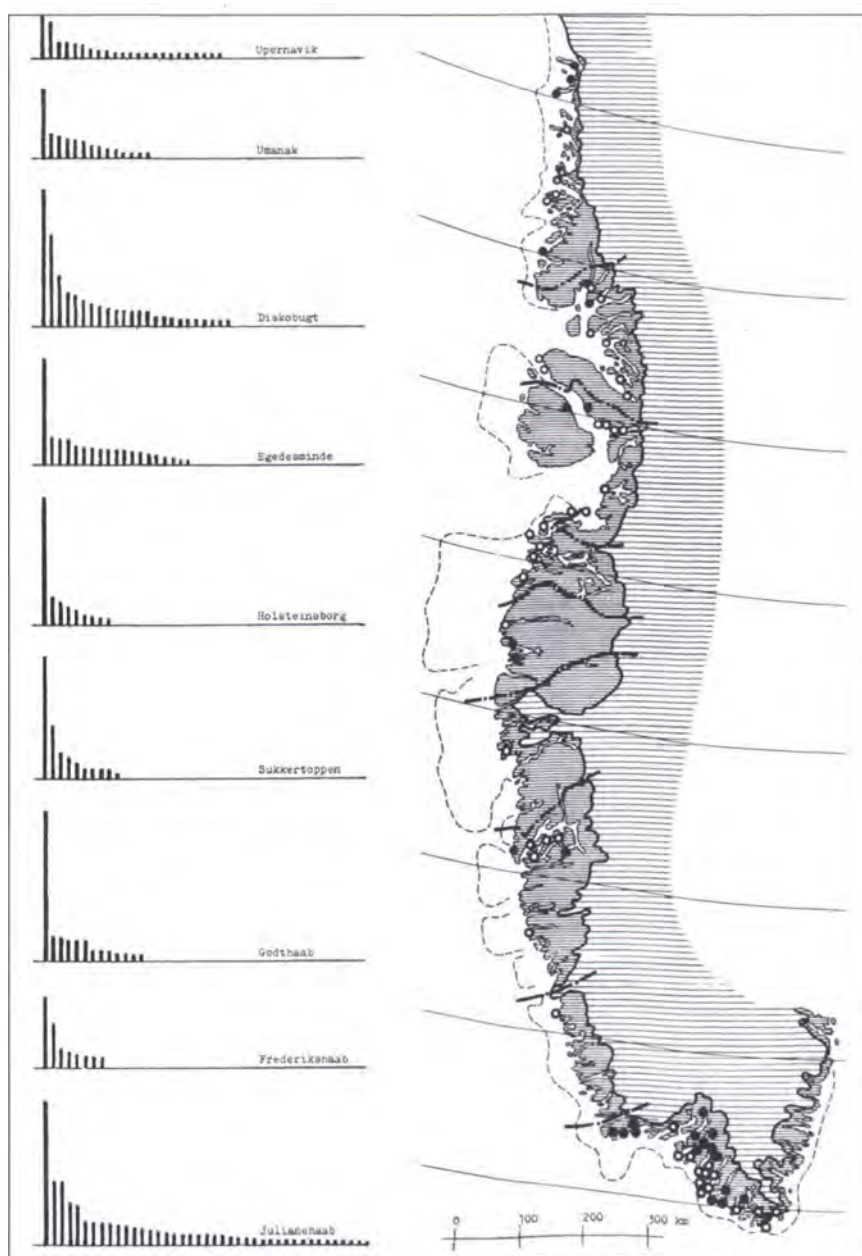 Upernavik
Umanak
Diskobugt
Egedesminde
Holsteinsborg
Sukkertoppen
Godthaab
Frederikshaab
Julianehaab
0 100 200 300 km